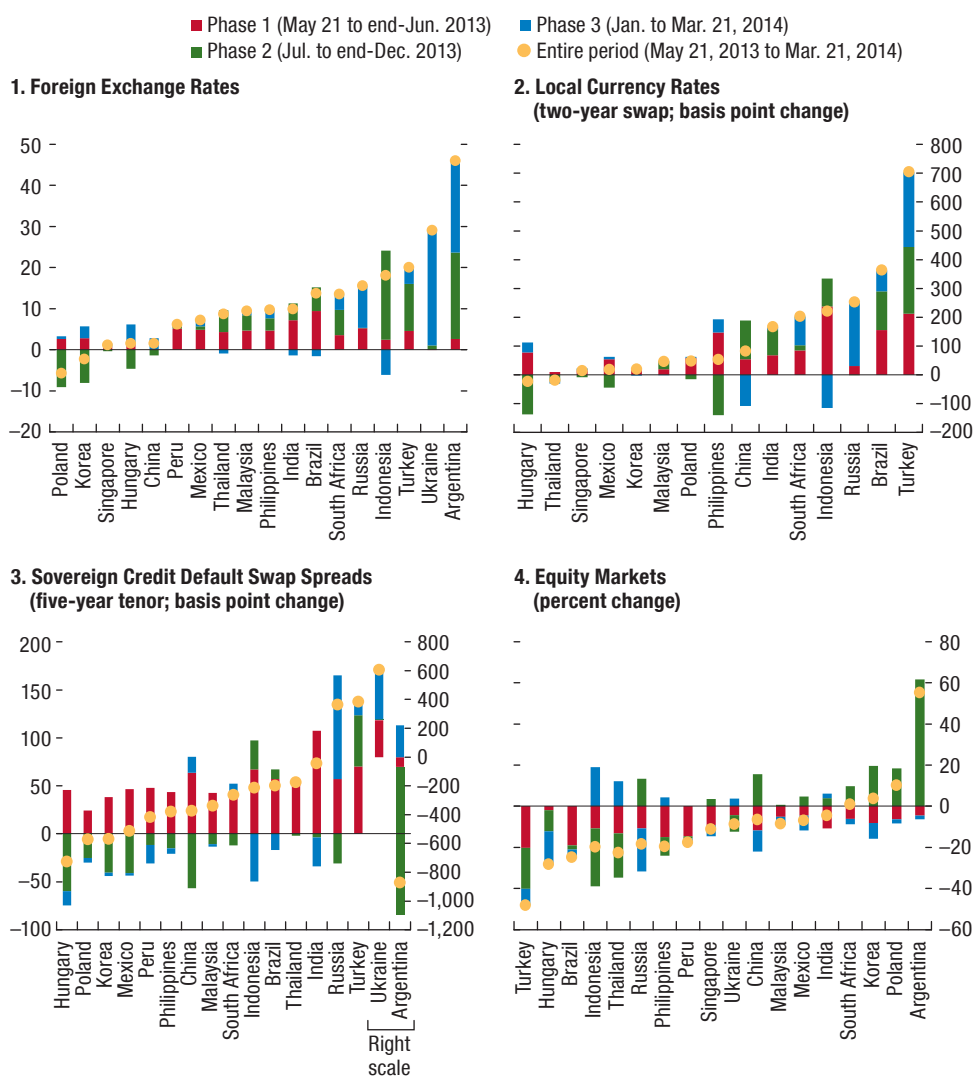 Phase 1 (May 21 to end-Jun. 2013)
Phase 3 (Jan. to Mar. 21, 2014)
Phase 2 (Jul. to end-Dec. 2013)
Entire period (May 21, 2013 to Mar. 21, 2014)
1. Foreign Exchange Rates
50
40
30
20
10
0
–10
–20
Poland
Korea
Singapore
Hungary
China
Peru
Mexico
Thailand
Malaysia
Philippines
India
Brazil
South Africa
Russia
Indonesia
Turkey
Ukraine
Argentina
2. Local Currency Rates
(two-year swap; basis point change)
800
700
600
500
400
300
200
100
0
–100
–200
Hungary
Thailand
Singapore
Mexico
Korea
Malaysia
Poland
Philippines
China
India
South Africa
Indonesia
Russia
Brazil
Turkey
3. Sovereign Credit Default Swap Spreads
(five-year tenor; basis point change)
200
150
100
50
0
–50
–100
800
600
400
200
0
–200
–400
–600
–800
–1,000
–1,200
Hungary
Poland
Korea
Mexico
Peru
Philippines
China
Malaysia
South Africa
Indonesia
Brazil
Thailand
India
Russia
Turkey
Ukraine
Argentina
Right
scale
4. Equity Markets
(percent change)
80
60
40
20
0
–20
–40
–60
Turkey
Hungary
Brazil
Indonesia
Thailand
Russia
Philippines
Peru
Singapore
Ukraine
China
Malaysia
Mexico
India
South Africa
Korea
Poland
Argentina